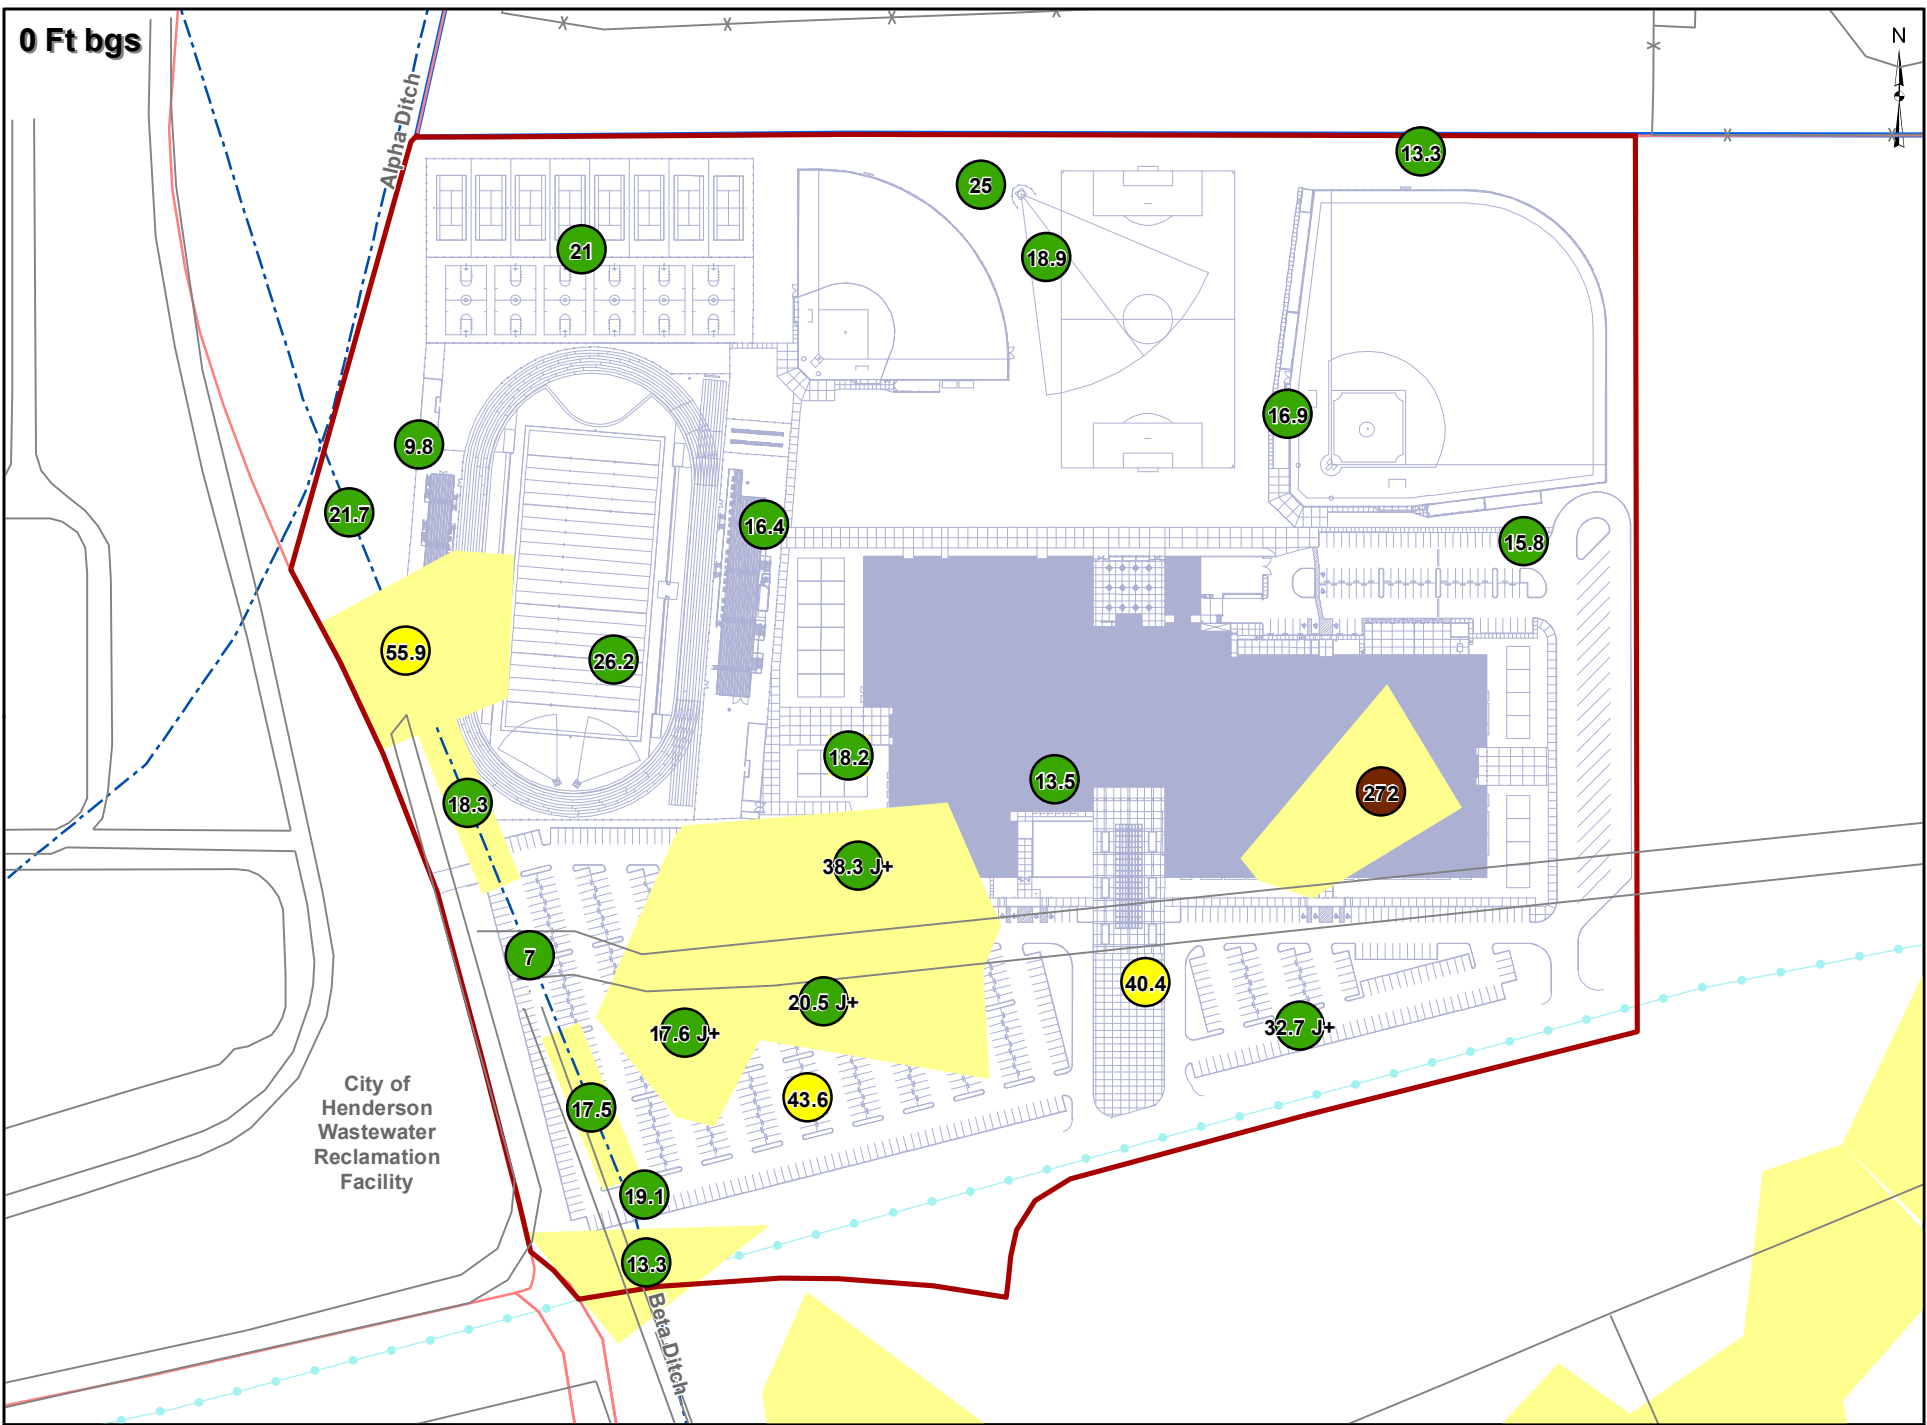 0 Ft bgs
N
Alpha Ditch
13.3
25
21
18.9
16.9
9.8
21.7
16.4
15.8
55.9
26.2
18.2
13.5
272
18.3
38.3 J+
7
40.4
20.5 J+
17.6 J+
32.7 J+
43.6
17.5
City of
Henderson
Wastewater
Reclamation
Facility
19.1
13.3
Beta Ditch